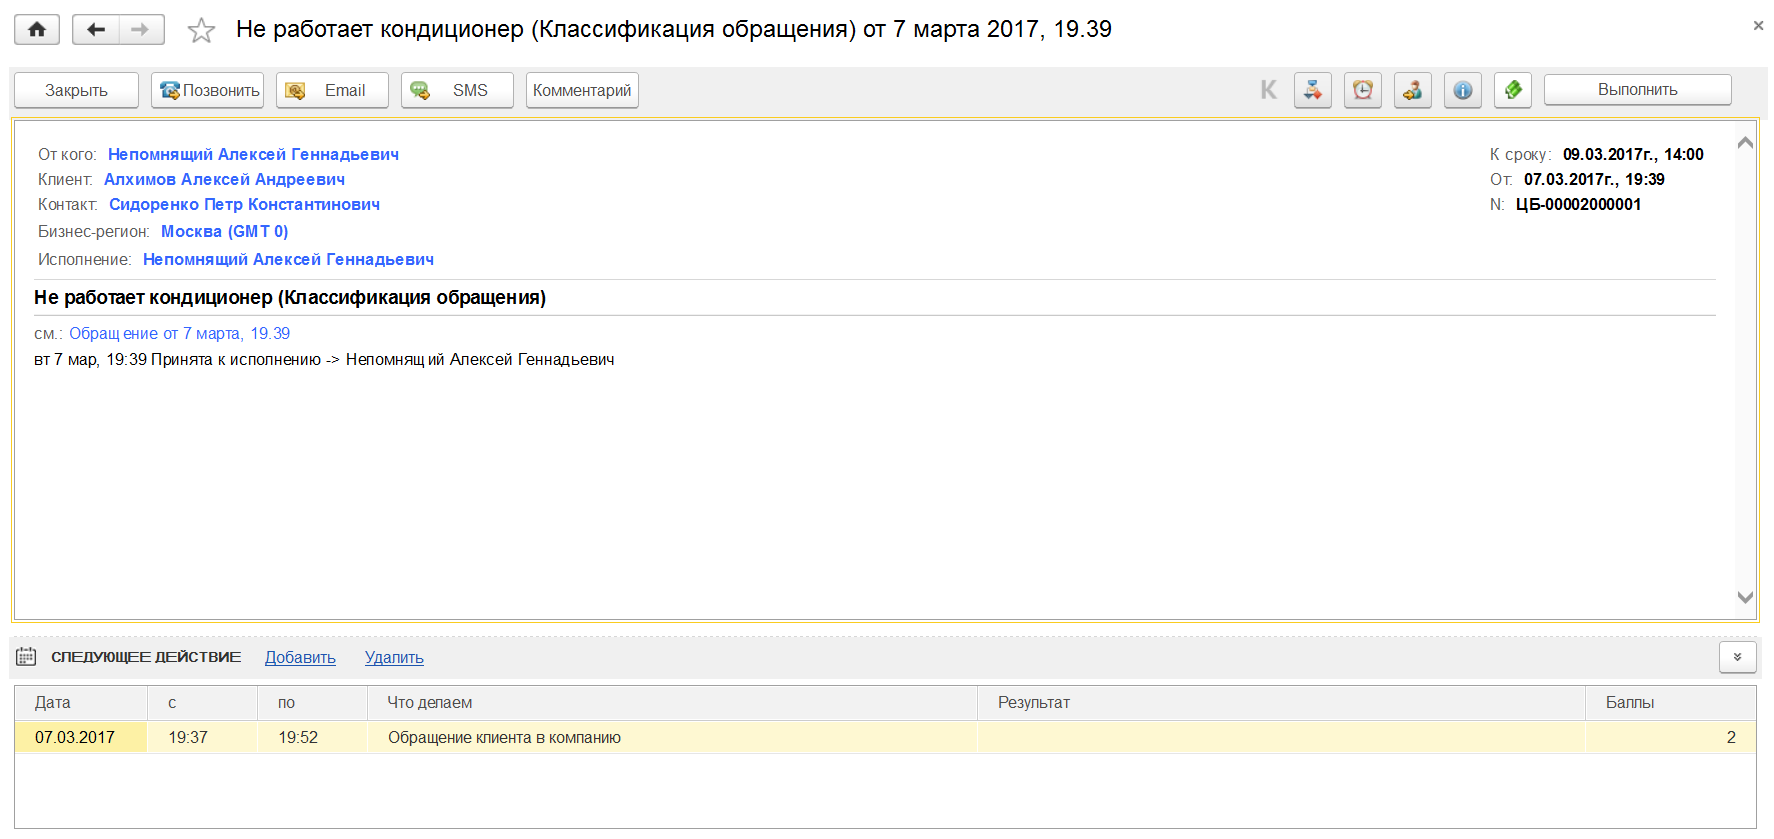 Не работает кондиционер (Классификация обращения) от 7 марта 2017, 19.39
Закрыть Позвонить Email SMS Комментарий К Выполнить
От кого: Непомнящий Алексей Геннадьевич К сроку: 09.03.2017г., 14:00
Клиент: Алхимов Алексей Андреевич От: 07.03.2017г., 19:39
Контакт: Сидоренко Петр Константинович N: ЦБ-00002000001
Бизнес-регион: Москва (GMT 0)
Исполнение: Непомнящий Алексей Геннадьевич
Не работает кондиционер (Классификация обращения)
см.: Обращение от 7 марта, 19.39
вт 7 мар, 19:39 Принята к исполнению -> Непомнящий Алексей Геннадьевич
СЛЕДУЮЩЕЕ ДЕЙСТВИЕ Добавить Удалить
Дата с по Что делаем Результат Баллы
07.03.2017 19:37 19:52 Обращение клиента в компанию 2